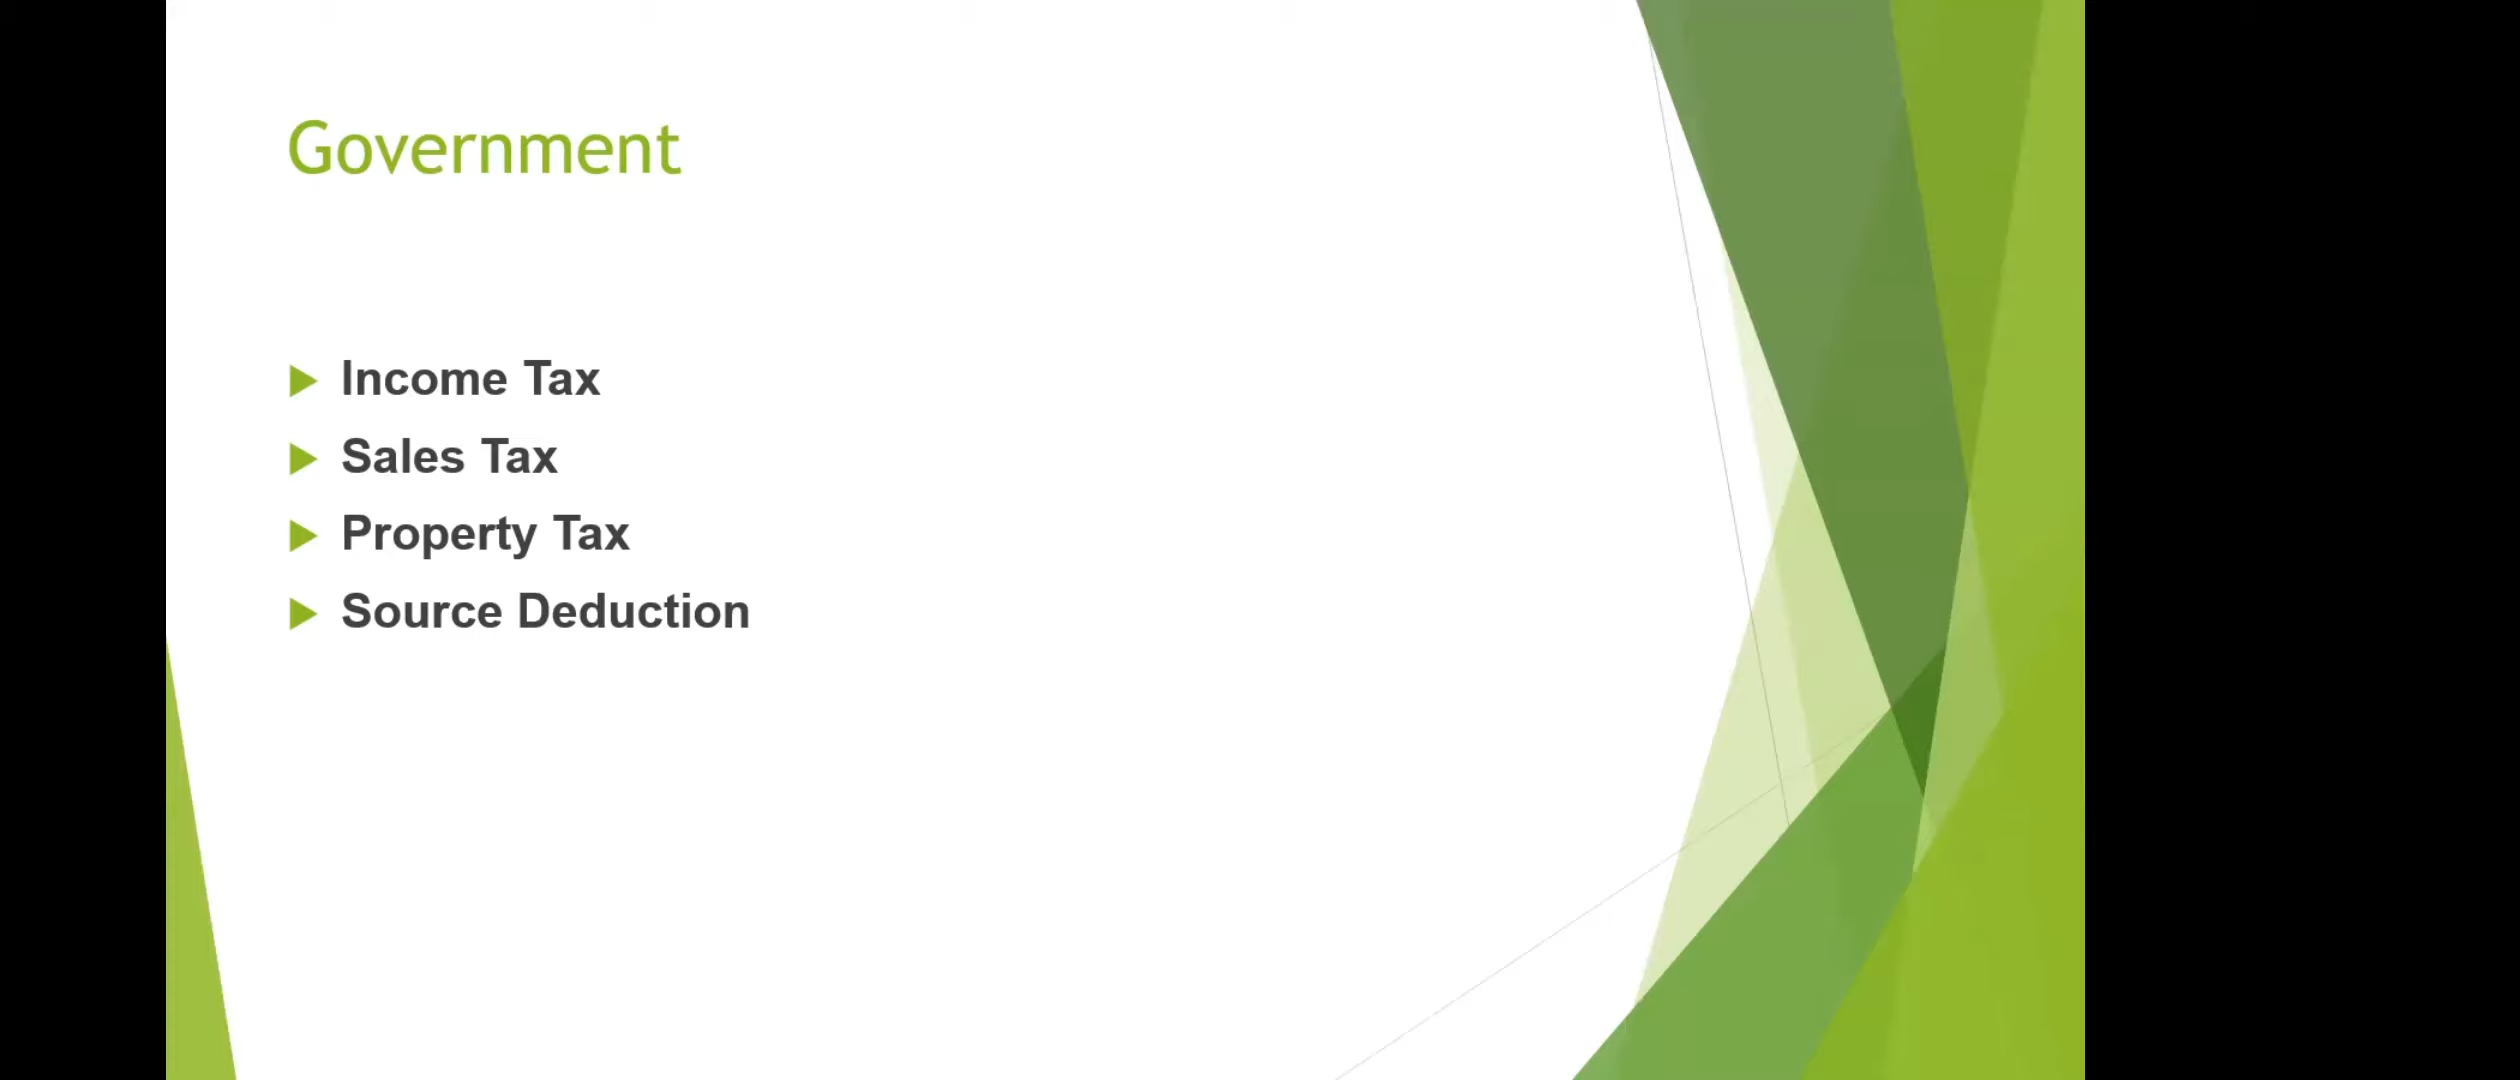 Government
Income Tax
Sales Tax
Property Tax
Source Deduction